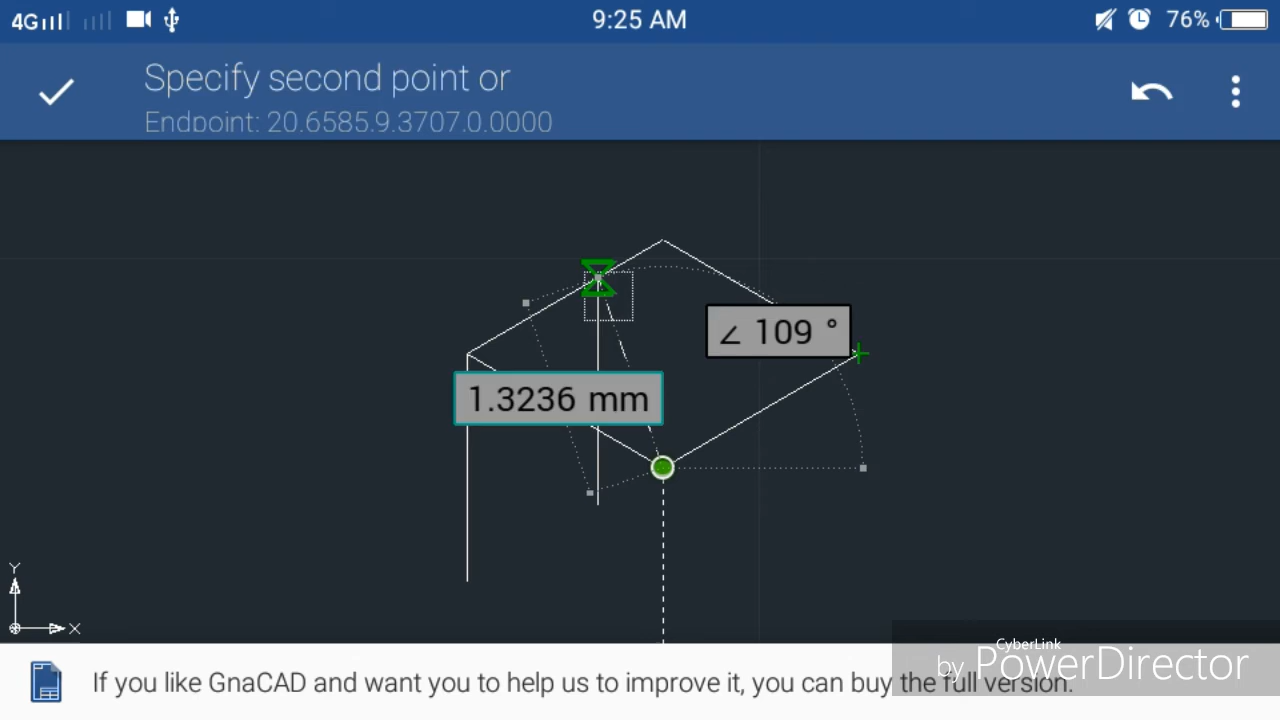 4G 9:25 AM 76%
Specify second point or
Endpoint: 20.6585,9.3707,0.0000
∠ 109 °
1.3236 mm
Y
X
CyberLink
by PowerDirector
If you like GnaCAD and want you to help us to improve it, you can buy the full version.